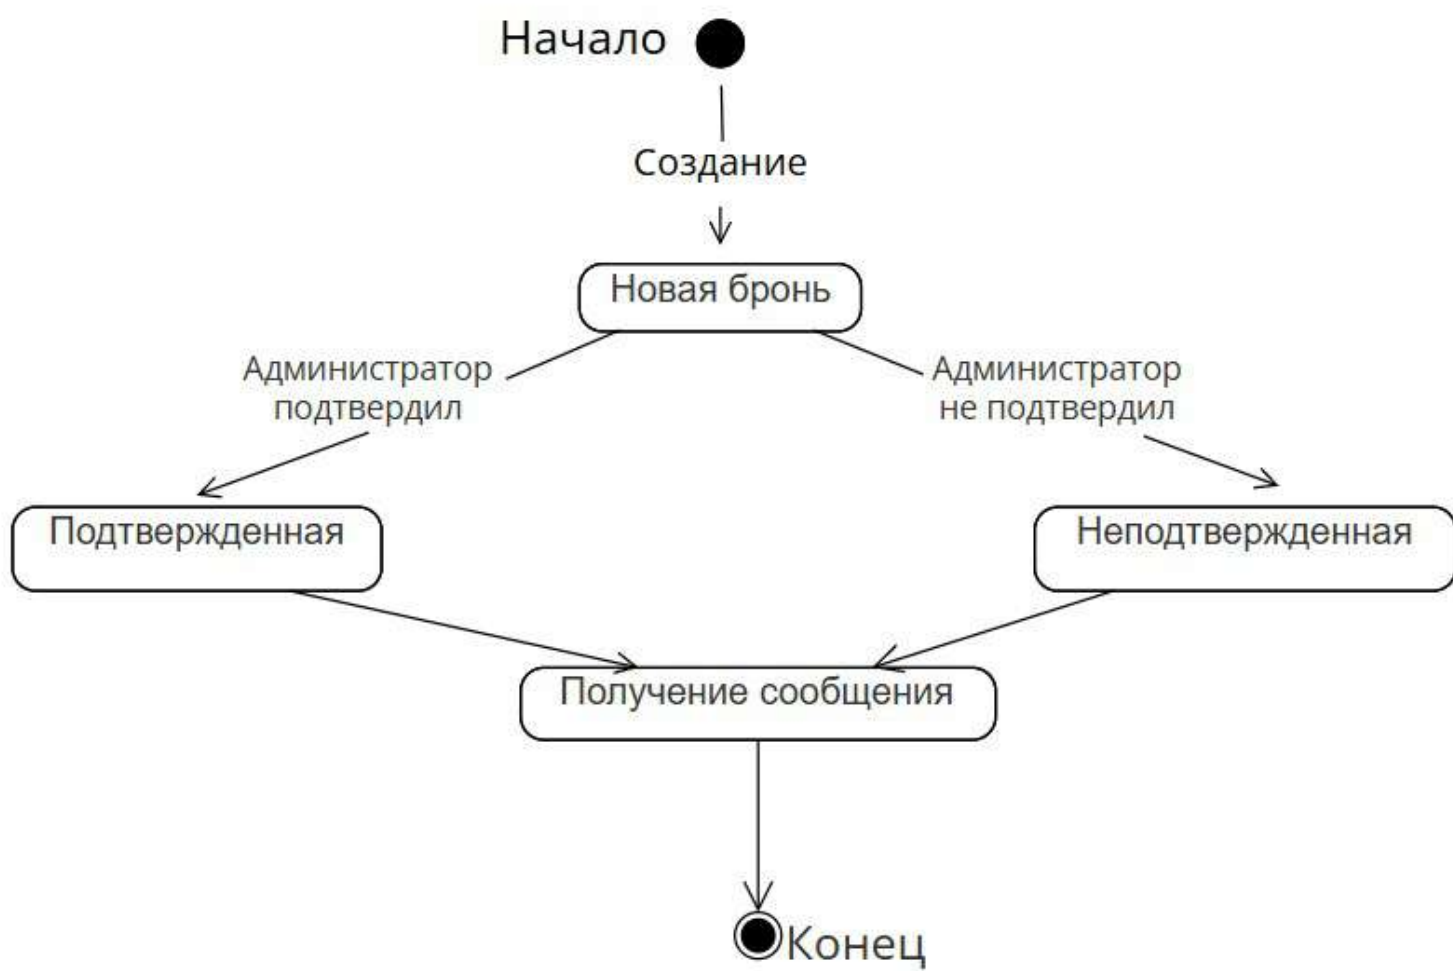 Начало
Создание
Новая бронь
Администратор
подтвердил
Администратор
не подтвердил
Подтвержденная
Неподтвержденная
Получение сообщения
Конец